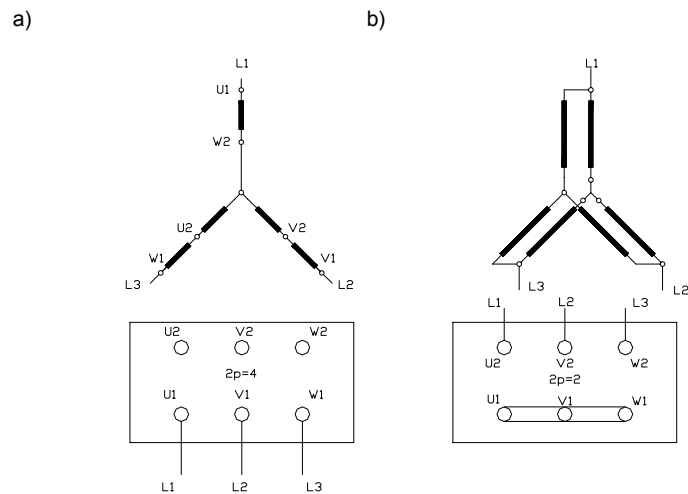 a)
L1
U1
W2
U2
V2
W1
V1
L3
L2
U2 V2 W2
2p=4
U1 V1 W1
L1 L2 L3
b)
L1
L3
L2
L1 L2 L3
U2 V2 W2
2p=2
U1 V1 W1